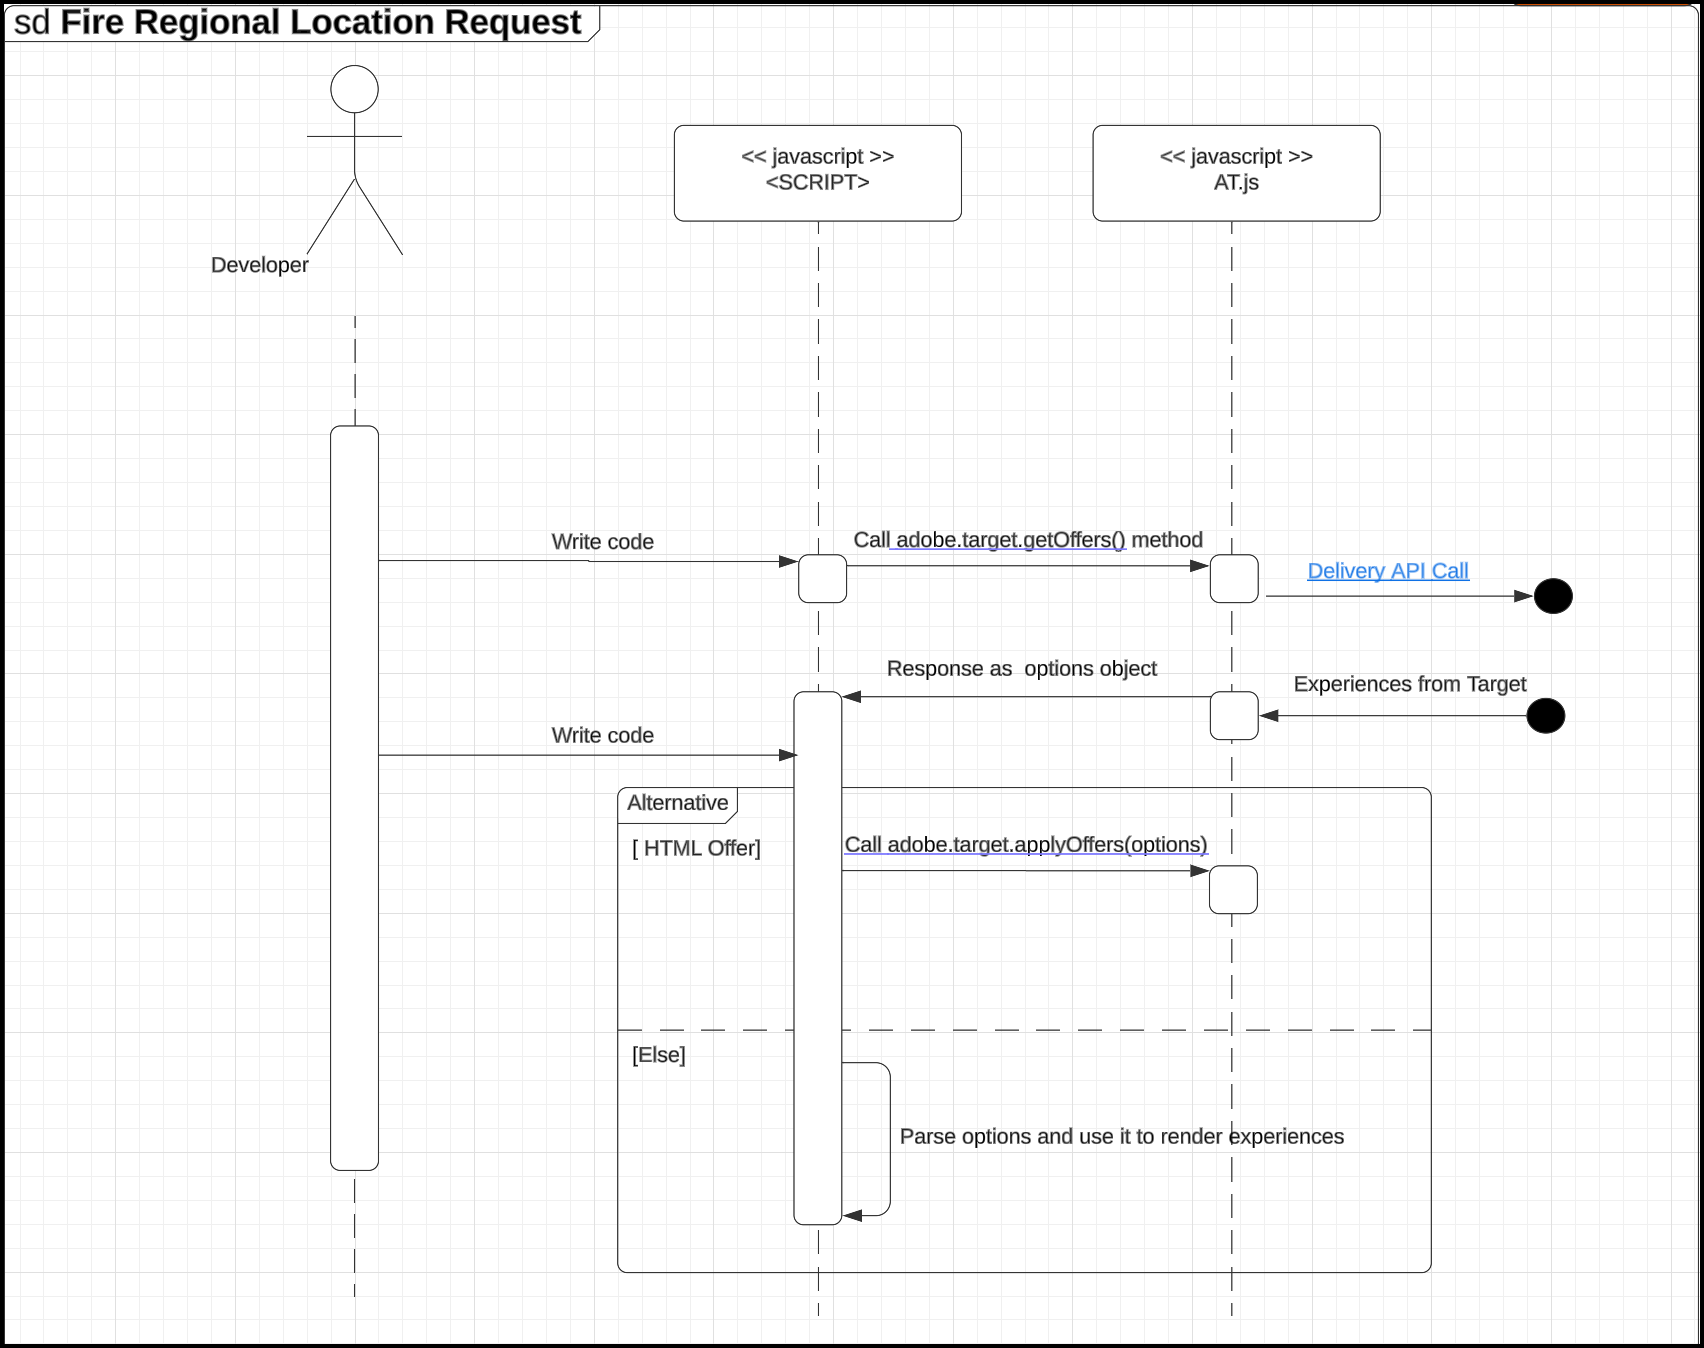 sd Fire Regional Location Request
<< javascript >>
<SCRIPT>
<< javascript >>
AT.js
Developer
Write code
Call adobe.target.getOffers() method
Delivery API Call
Response as  options object
Experiences from Target
Write code
Alternative
[ HTML Offer]
Call adobe.target.applyOffers(options)
[Else]
Parse options and use it to render experiences